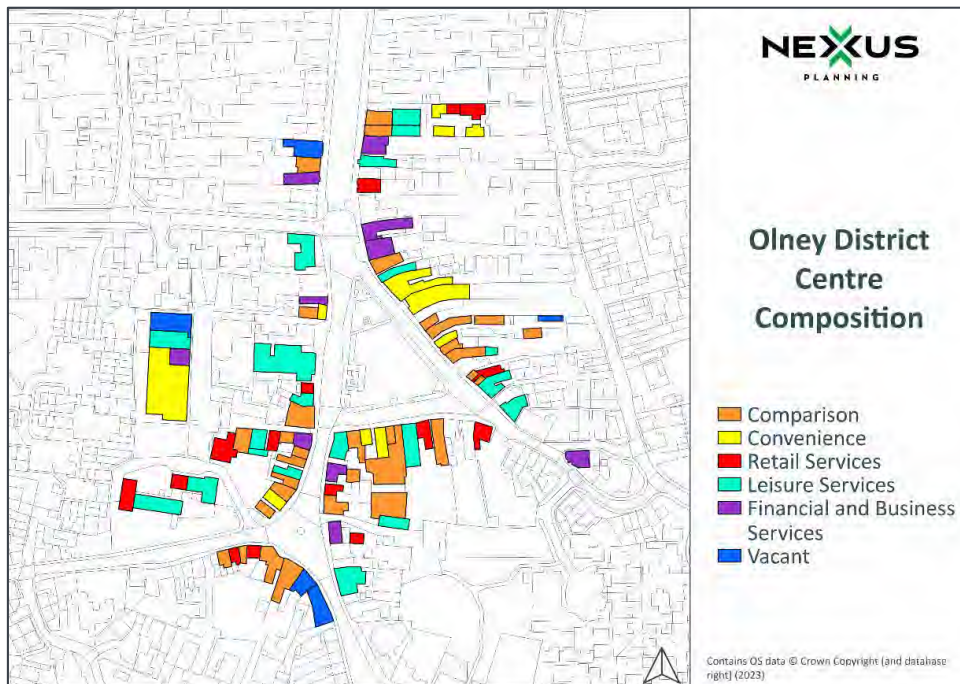 NEXUS
PLANNING
Olney District
Centre
Composition
Comparison
Convenience
Retail Services
Leisure Services
Financial and Business
Services
Vacant
Contains OS data © Crown Copyright (and database
right) (2023)